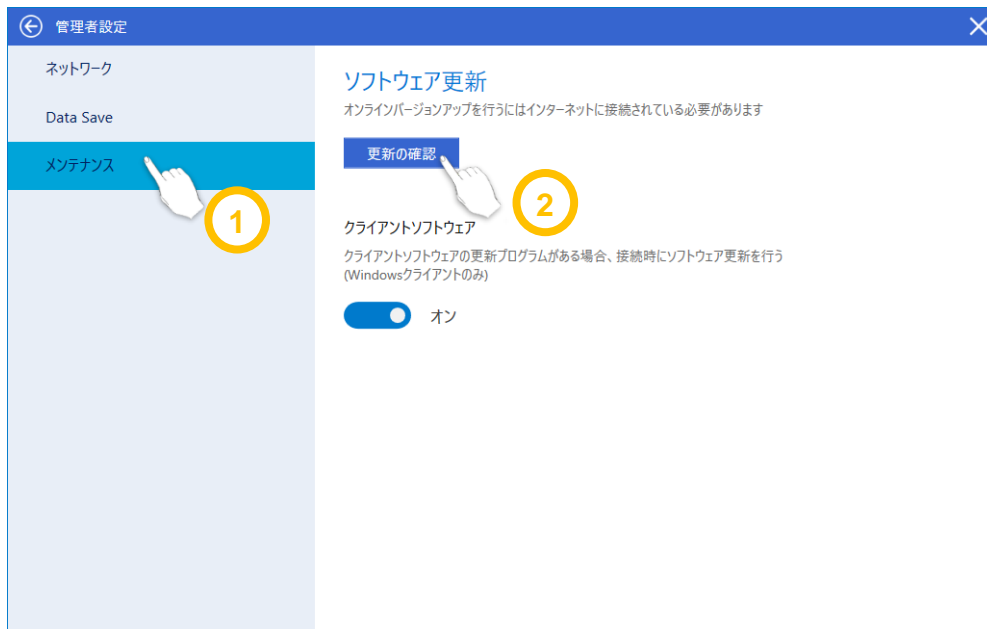 管理者設定
ネットワーク
Data Save
メンテナンス
1
ソフトウェア更新
オンラインバージョンアップを行うにはインターネットに接続されている必要があります
更新の確認
2
クライアントソフトウェア
クライアントソフトウェアの更新プログラムがある場合、接続時にソフトウェア更新を行う
(Windowsクライアントのみ)
オン